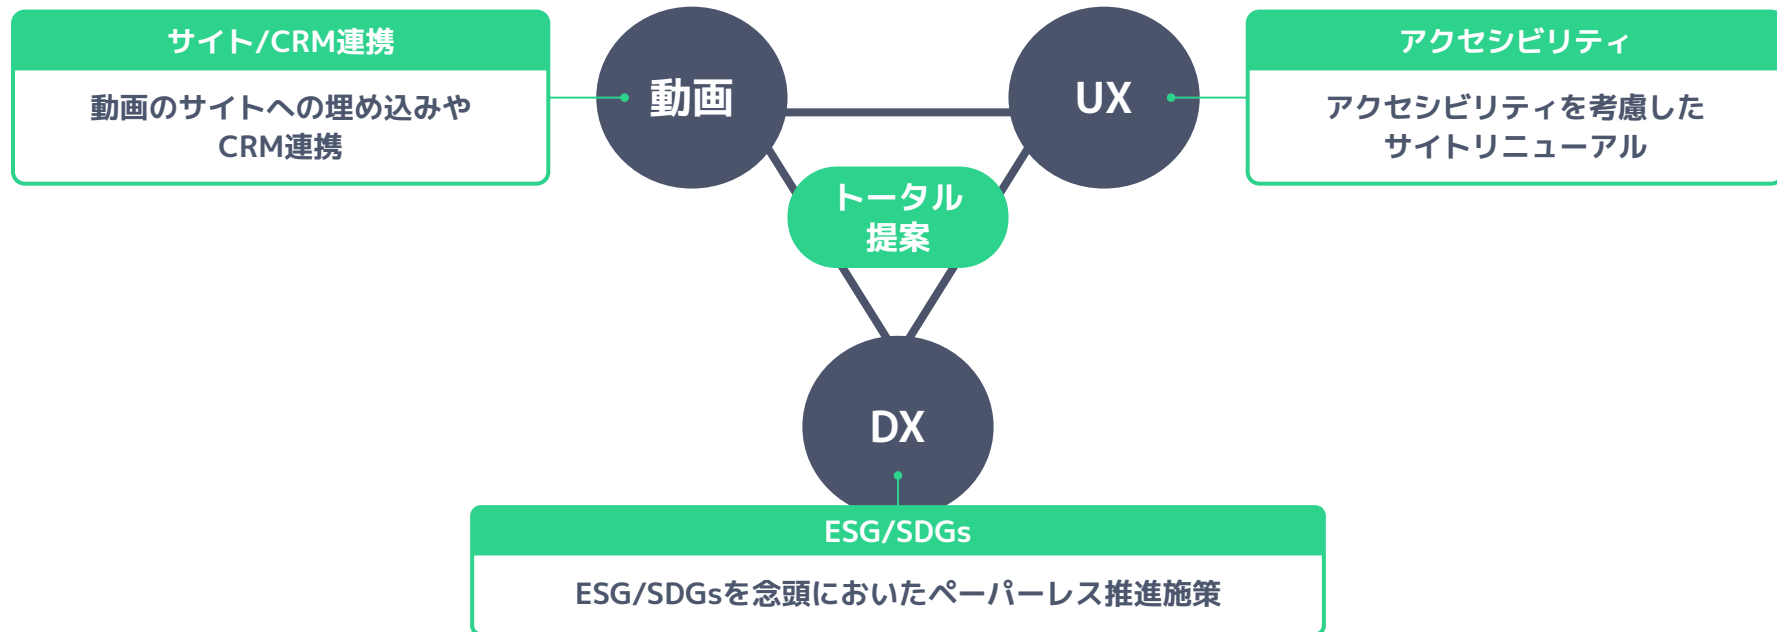 サイト/CRM連携
動画のサイトへの埋め込みや
CRM連携
動画
UX
アクセシビリティ
アクセシビリティを考慮した
サイトリニューアル
トータル
提案
DX
ESG/SDGs
ESG/SDGsを念頭においたペーパーレス推進施策